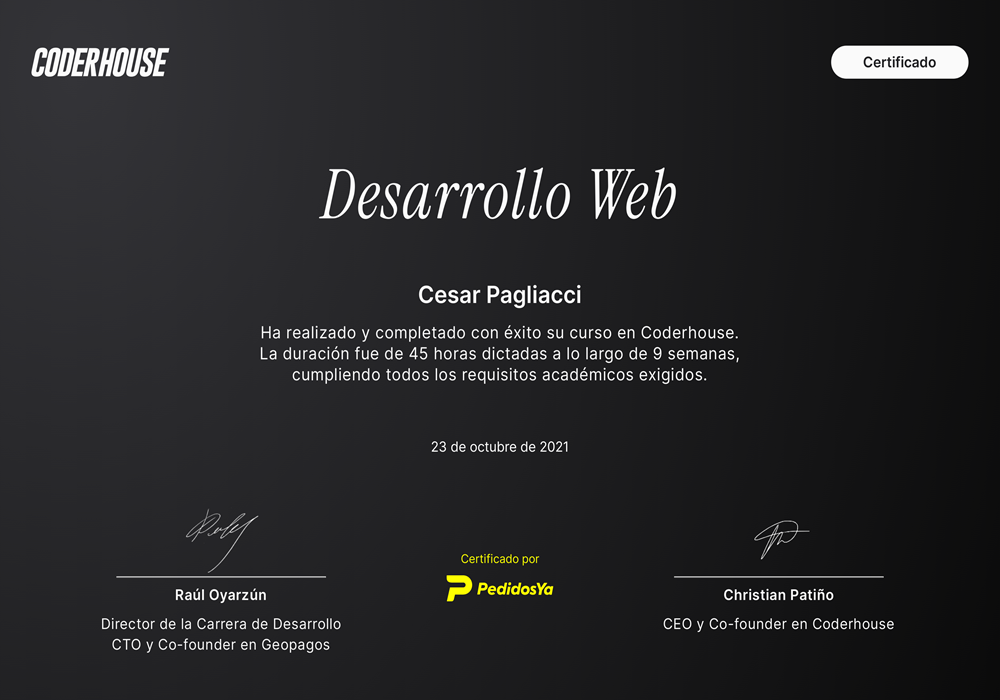 CODERHOUSE
Certificado
Desarrollo Web
Cesar Pagliacci
Ha realizado y completado con éxito su curso en Coderhouse.
La duración fue de 45 horas dictadas a lo largo de 9 semanas,
cumpliendo todos los requisitos académicos exigidos.
23 de octubre de 2021
Raúl Oyarzún
Director de la Carrera de Desarrollo
CTO y Co-founder en Geopagos
Certificado por
PedidosYa
Christian Patiño
CEO y Co-founder en Coderhouse